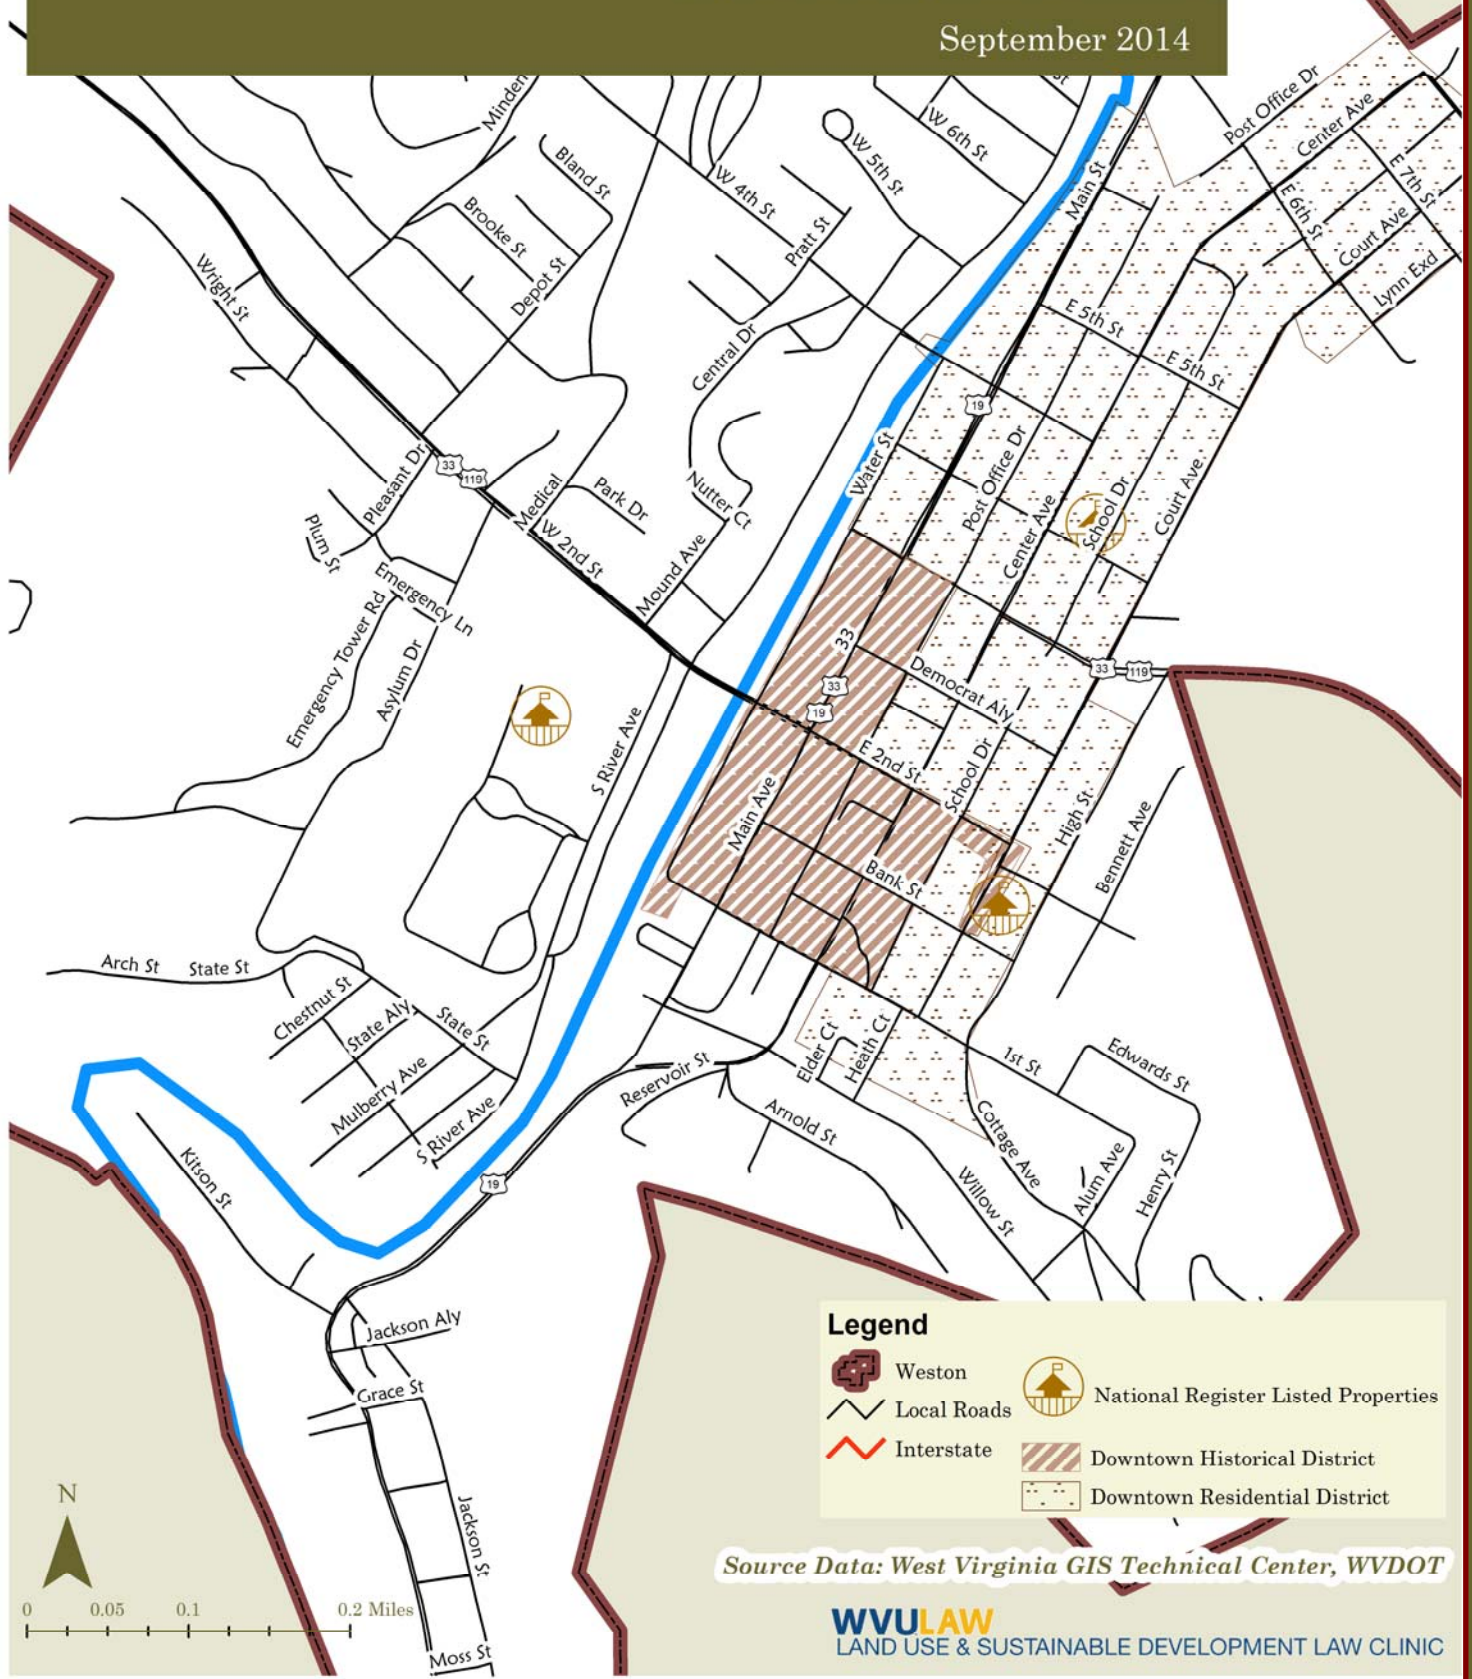 September 2014
Post Office Dr
Center Ave
Minden
W 6th St
W 5th St
E 7th St
Bland St
W 4th St
Main St
E 6th St
Brooke St
Pratt St
Court Ave
Wright St
Depot St
Lynn Exd
E 5th St
Central Dr
E 5th St
19
Water St
Post Office Dr
Pleasant Dr
33
119
Medical
Park Dr
Nutter Ct
Court Ave
School Dr
Center Ave
Plum St
W 2nd St
Mound Ave
Emergency Ln
Emergency Tower Rd
Asylum Dr
33
Democrat Aly
33
119
33
19
S River Ave
E 2nd St
School Dr
Main Ave
High St
Bennett Ave
Bank St
Arch St
State St
Chestnut St
State Aly
State St
Elder Ct
Heath Ct
1st St
Edwards St
Mulberry Ave
Reservoir St
Arnold St
S River Ave
Cottage Ave
Kitson St
19
Willow St
Alum Ave
Henry St
Jackson Aly
Grace St
Jackson St
Moss St
Legend
Weston
Local Roads
Interstate
National Register Listed Properties
Downtown Historical District
Downtown Residential District
N
0 0.05 0.1 0.2 Miles
Source Data: West Virginia GIS Technical Center, WVDOT
WVULAW
LAND USE & SUSTAINABLE DEVELOPMENT LAW CLINIC